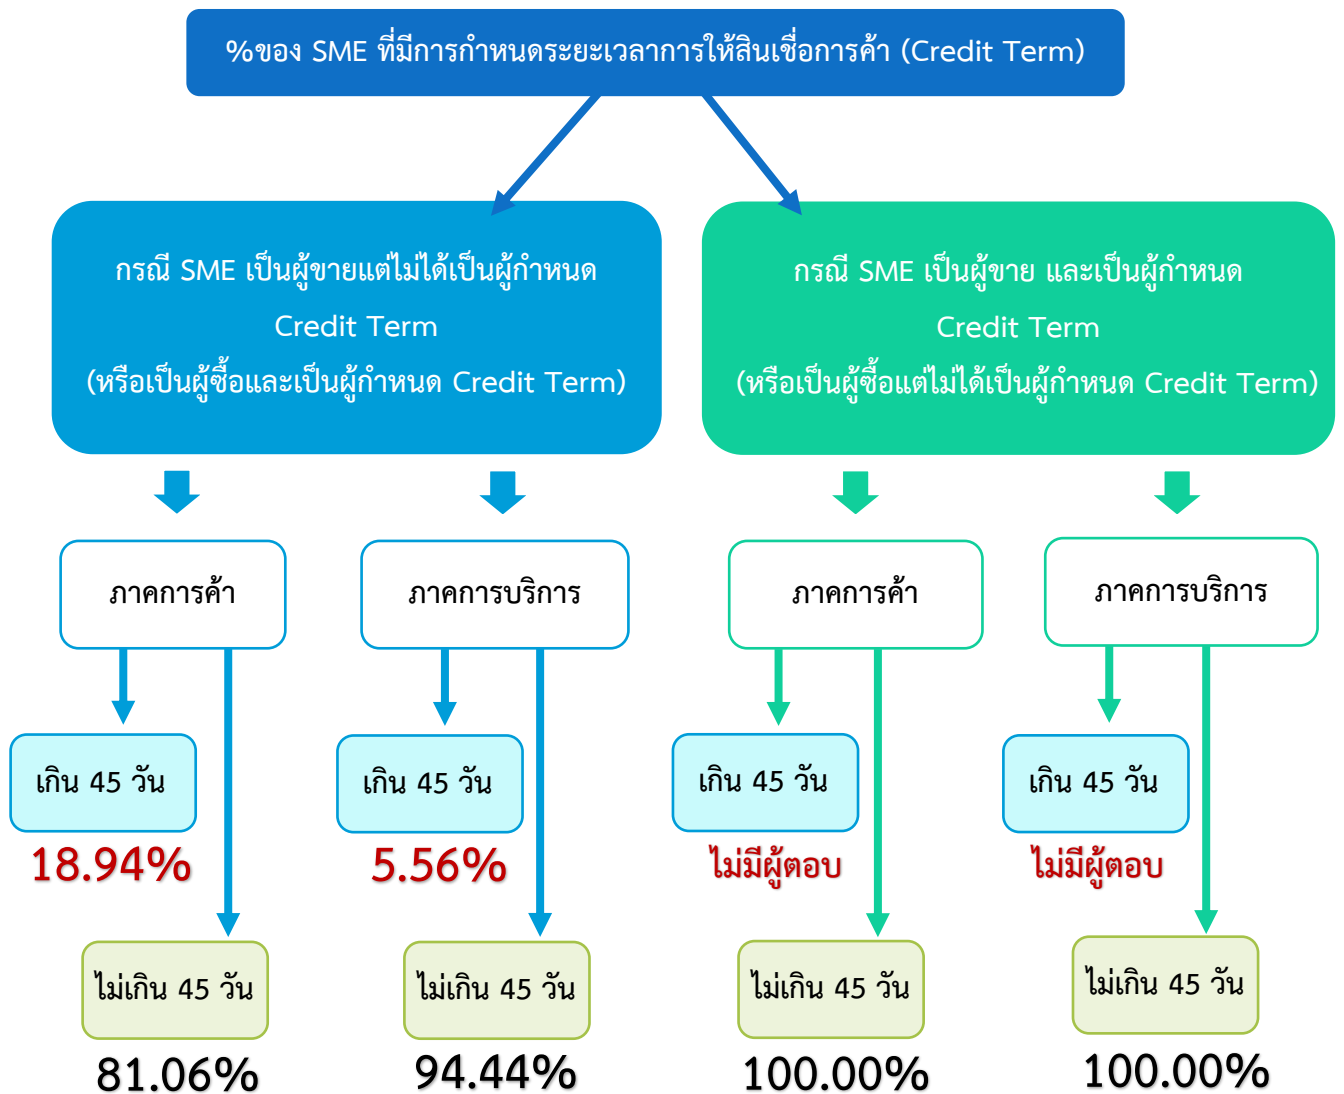 %ของ SME ที่มีการกำหนดระยะเวลาการให้สินเชื่อการค้า (Credit Term)
กรณี SME เป็นผู้ขายแต่ไม่ได้เป็นผู้กำหนด
Credit Term
(หรือเป็นผู้ซื้อและเป็นผู้กำหนด Credit Term)
กรณี SME เป็นผู้ขาย และเป็นผู้กำหนด
Credit Term
(หรือเป็นผู้ซื้อแต่ไม่ได้เป็นผู้กำหนด Credit Term)
ภาคการค้า
ภาคการบริการ
ภาคการค้า
ภาคการบริการ
เกิน 45 วัน
18.94%
เกิน 45 วัน
5.56%
เกิน 45 วัน
ไม่มีผู้ตอบ
เกิน 45 วัน
ไม่มีผู้ตอบ
ไม่เกิน 45 วัน
81.06%
ไม่เกิน 45 วัน
94.44%
ไม่เกิน 45 วัน
100.00%
ไม่เกิน 45 วัน
100.00%